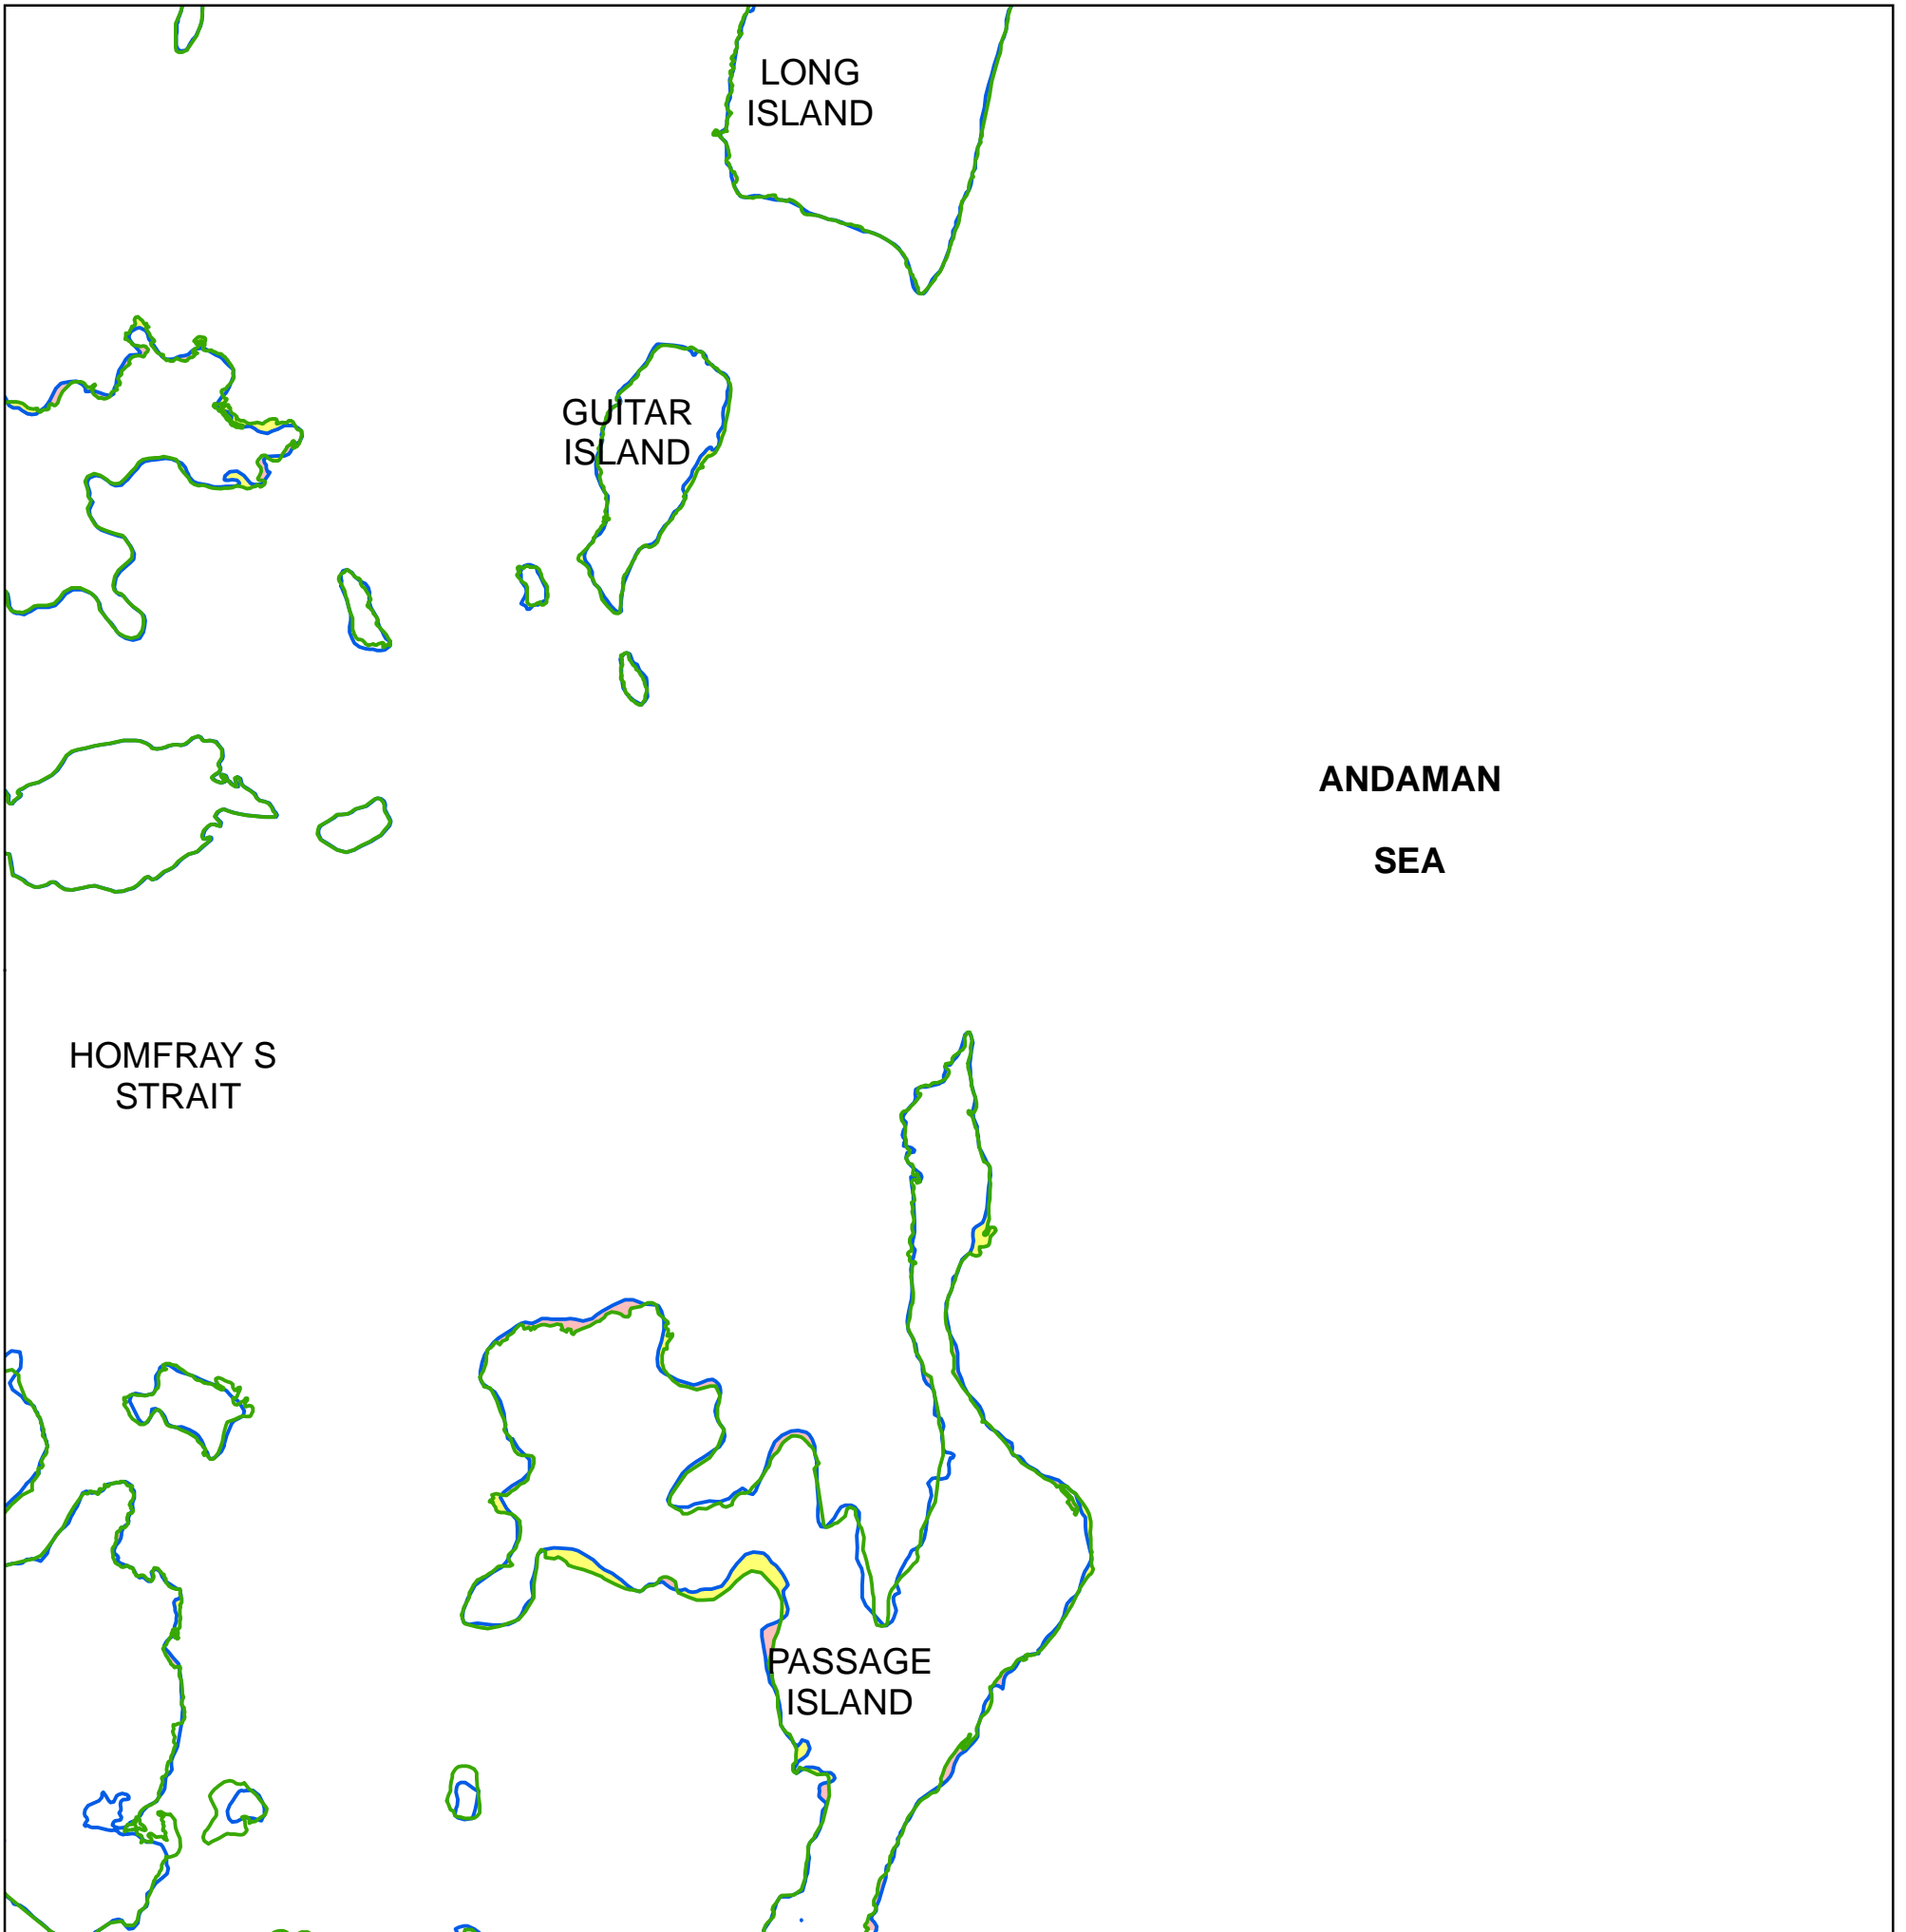 LONG
ISLAND
GUITAR
ISLAND
ANDAMAN
SEA
HOMFRAY S
STRAIT
PASSAGE
ISLAND